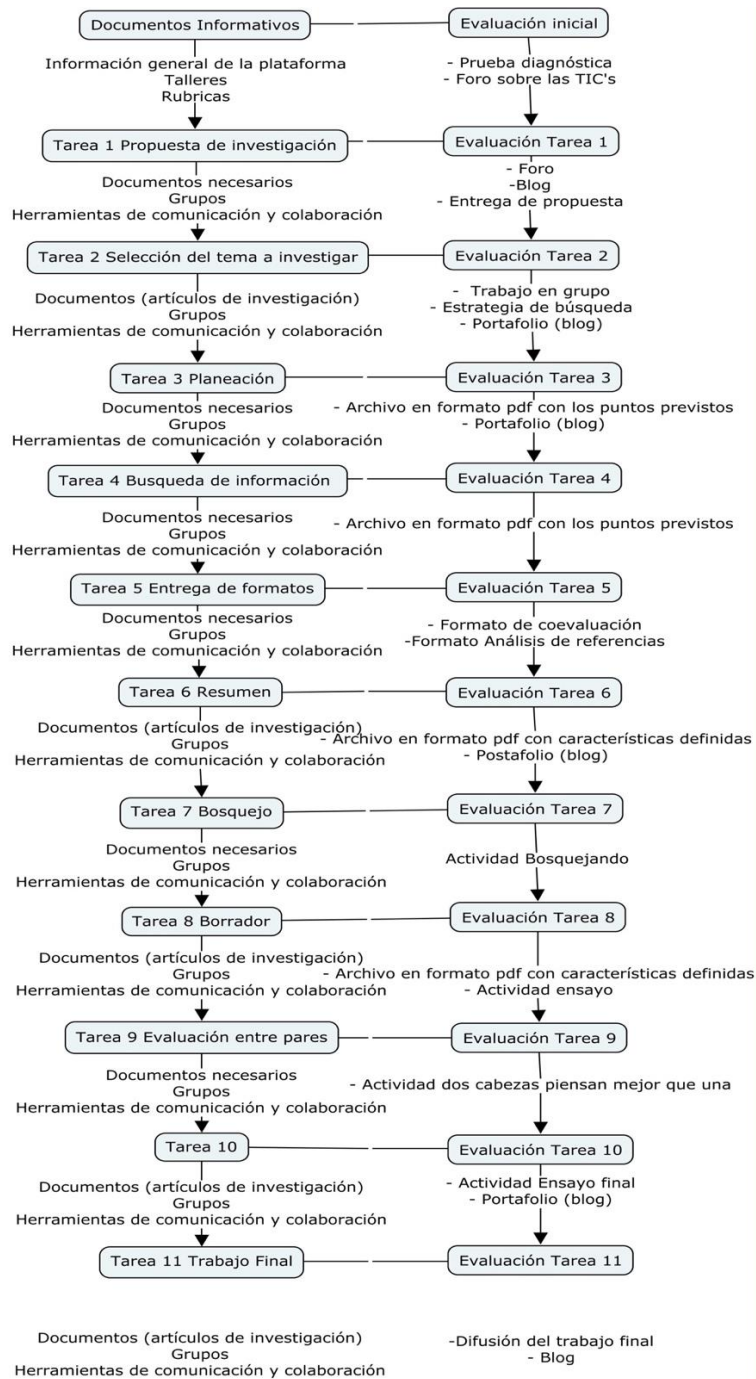 Documentos Informativos
Evaluación inicial
Información general de la plataforma
Talleres
Rubricas
- Prueba diagnóstica
- Foro sobre las TIC's
Tarea 1 Propuesta de investigación
Evaluación Tarea 1
Documentos necesarios
Grupos
Herramientas de comunicación y colaboración
- Foro
-Blog
- Entrega de propuesta
Tarea 2 Selección del tema a investigar
Evaluación Tarea 2
Documentos (artículos de investigación)
Grupos
Herramientas de comunicación y colaboración
- Trabajo en grupo
- Estrategia de búsqueda
- Portafolio (blog)
Tarea 3 Planeación
Evaluación Tarea 3
Documentos necesarios
Grupos
Herramientas de comunicación y colaboración
- Archivo en formato pdf con los puntos previstos
- Portafolio (blog)
Tarea 4 Busqueda de información
Evaluación Tarea 4
Documentos necesarios
Grupos
Herramientas de comunicación y colaboración
- Archivo en formato pdf con los puntos previstos
Tarea 5 Entrega de formatos
Evaluación Tarea 5
Documentos necesarios
Grupos
Herramientas de comunicación y colaboración
- Formato de coevaluación
-Formato Análisis de referencias
Tarea 6 Resumen
Evaluación Tarea 6
Documentos (artículos de investigación)
Grupos
Herramientas de comunicación y colaboración
- Archivo en formato pdf con características definidas
- Postafolio (blog)
Tarea 7 Bosquejo
Evaluación Tarea 7
Documentos necesarios
Grupos
Herramientas de comunicación y colaboración
Actividad Bosquejando
Tarea 8 Borrador
Evaluación Tarea 8
Documentos (artículos de investigación)
Grupos
Herramientas de comunicación y colaboración
- Archivo en formato pdf con características definidas
- Actividad ensayo
Tarea 9 Evaluación entre pares
Evaluación Tarea 9
Documentos necesarios
Grupos
Herramientas de comunicación y colaboración
- Actividad dos cabezas piensan mejor que una
Tarea 10
Evaluación Tarea 10
Documentos (artículos de investigación)
Grupos
Herramientas de comunicación y colaboración
- Actividad Ensayo final
- Portafolio (blog)
Tarea 11 Trabajo Final
Evaluación Tarea 11
Documentos (artículos de investigación)
Grupos
Herramientas de comunicación y colaboración
-Difusión del trabajo final
- Blog